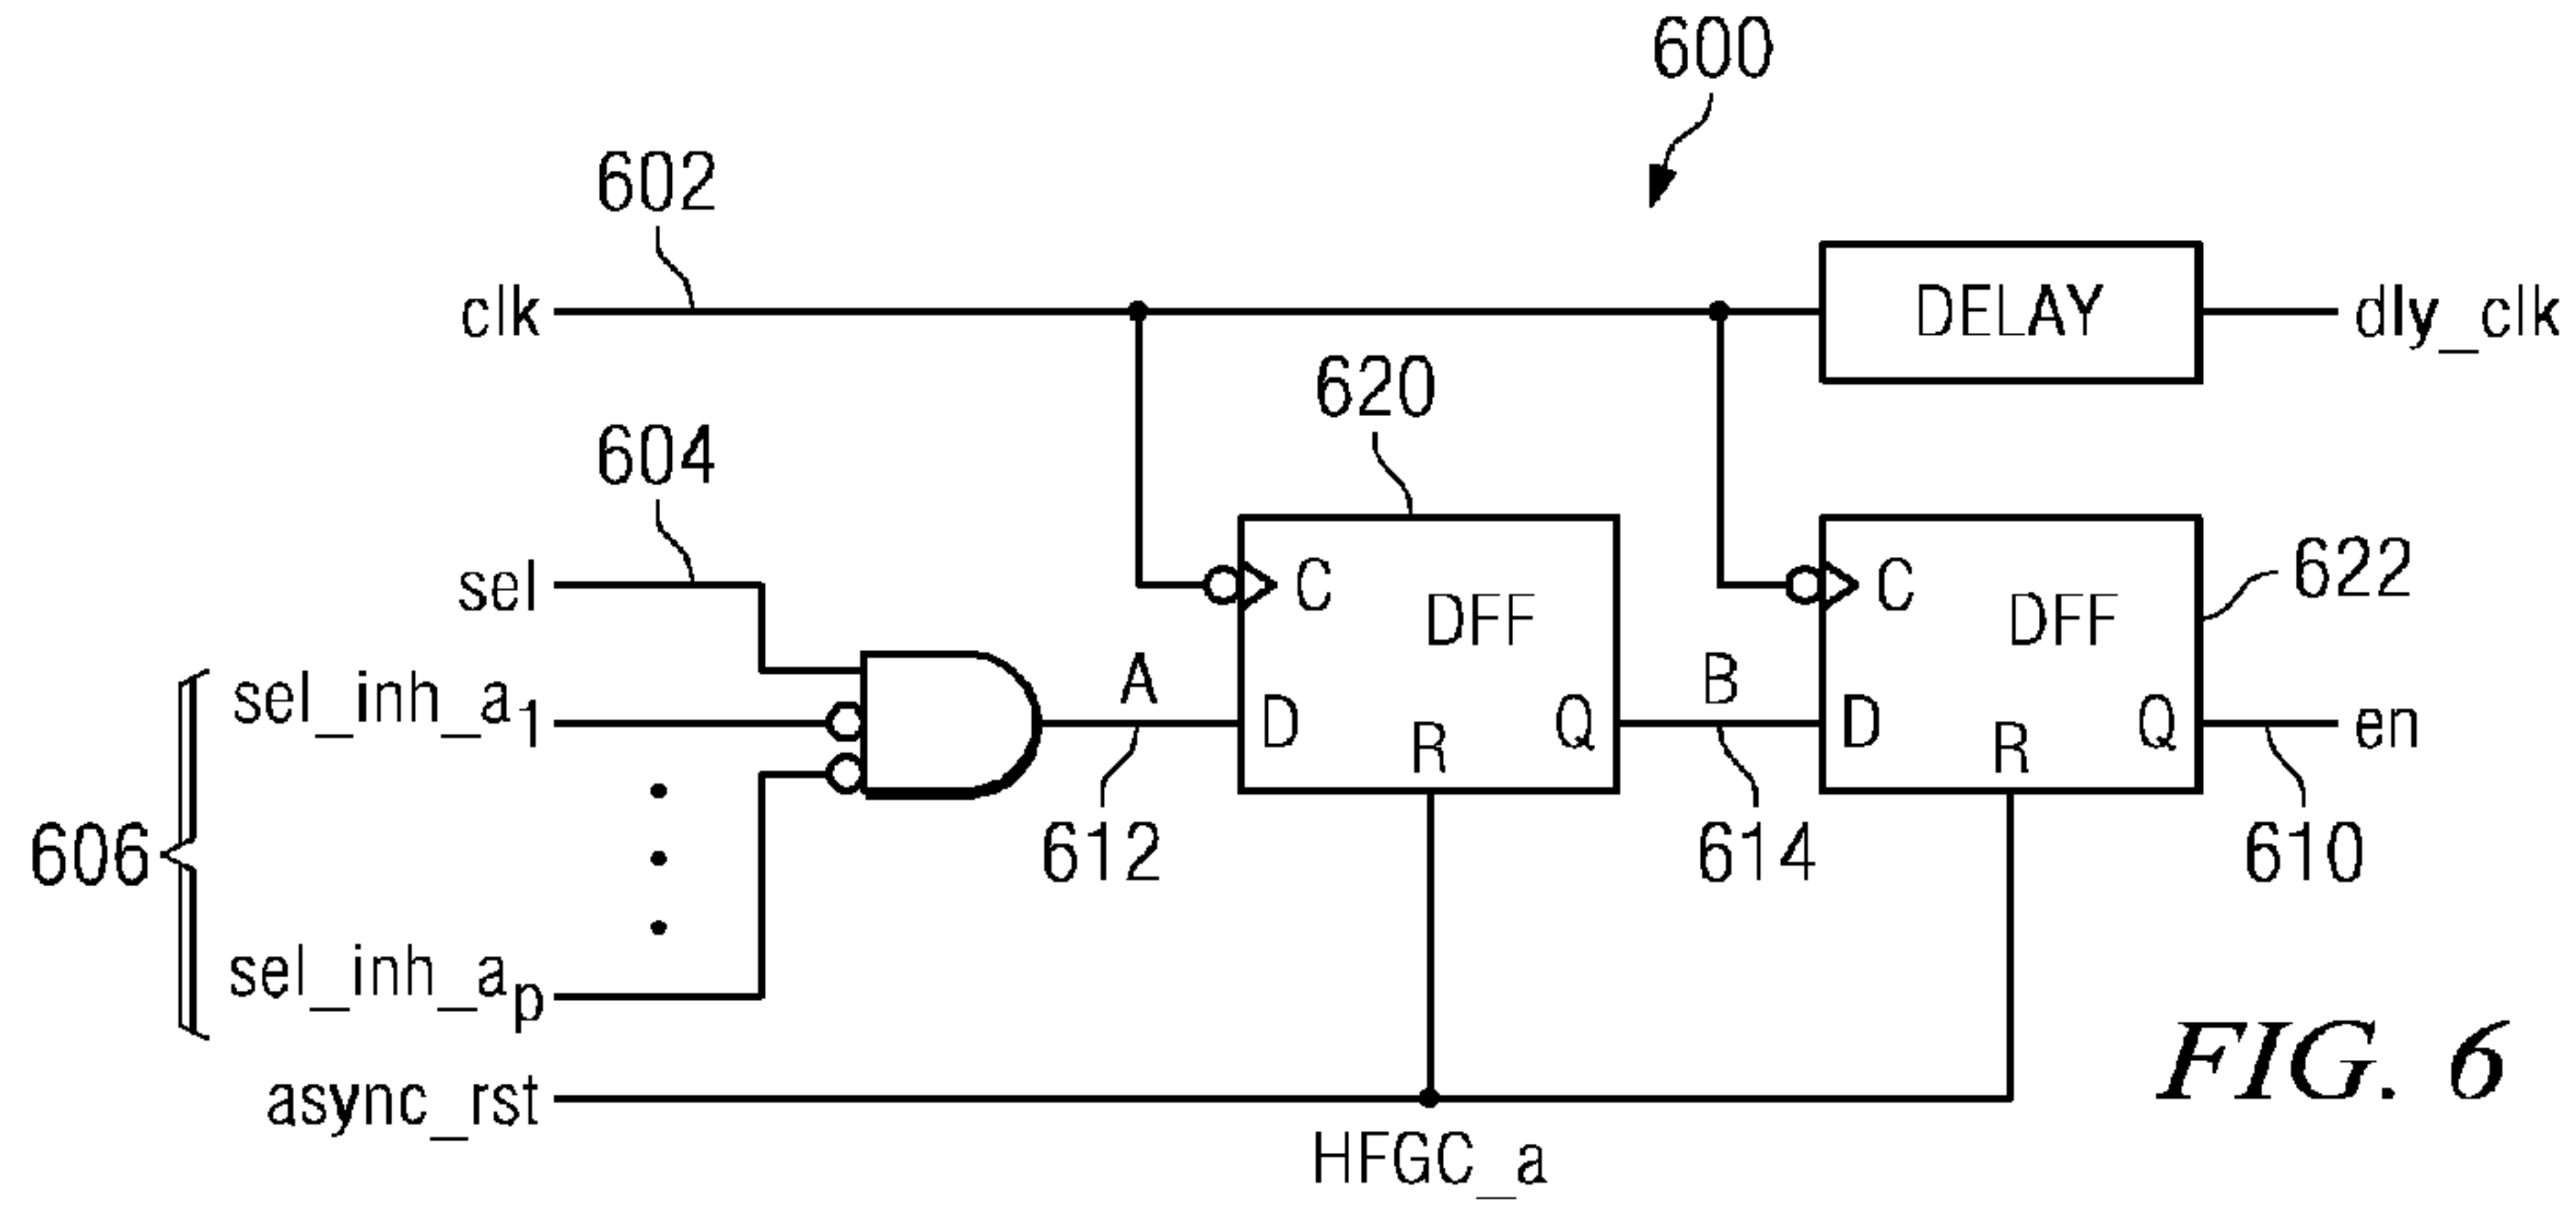 600
602
clk
DELAY
dly_clk
620
604
sel
C
DFF
C
DFF
622
606
sel_inh_a1
A
D
R
Q
B
D
R
Q
en
612
614
610
sel_inh_ap
async_rst
HFGC_a
FIG. 6